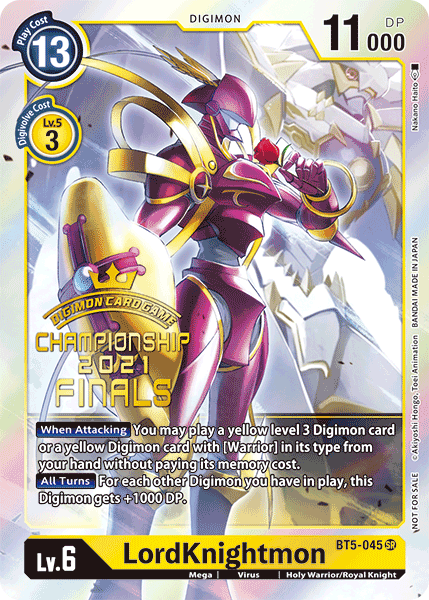 Play Cost
13
DIGIMON
11000
DP
Digivolve Cost
Lv.5
3
Nakano Haito
©Akiyoshi Hongo, Toei Animation
BANDAI MADE IN JAPAN
NOT FOR SALE
DIGIMON CARD GAME
CHAMPIONSHIP
2021
FINALS
When Attacking You may play a yellow level 3 Digimon card
or a yellow Digimon card with [Warrior] in its type from
your hand without paying its memory cost.
All Turns For each other Digimon you have in play, this
Digimon gets +1000 DP.
BT5-045 SR
Lv.6
LordKnightmon
Mega | Virus | Holy Warrior/Royal Knight